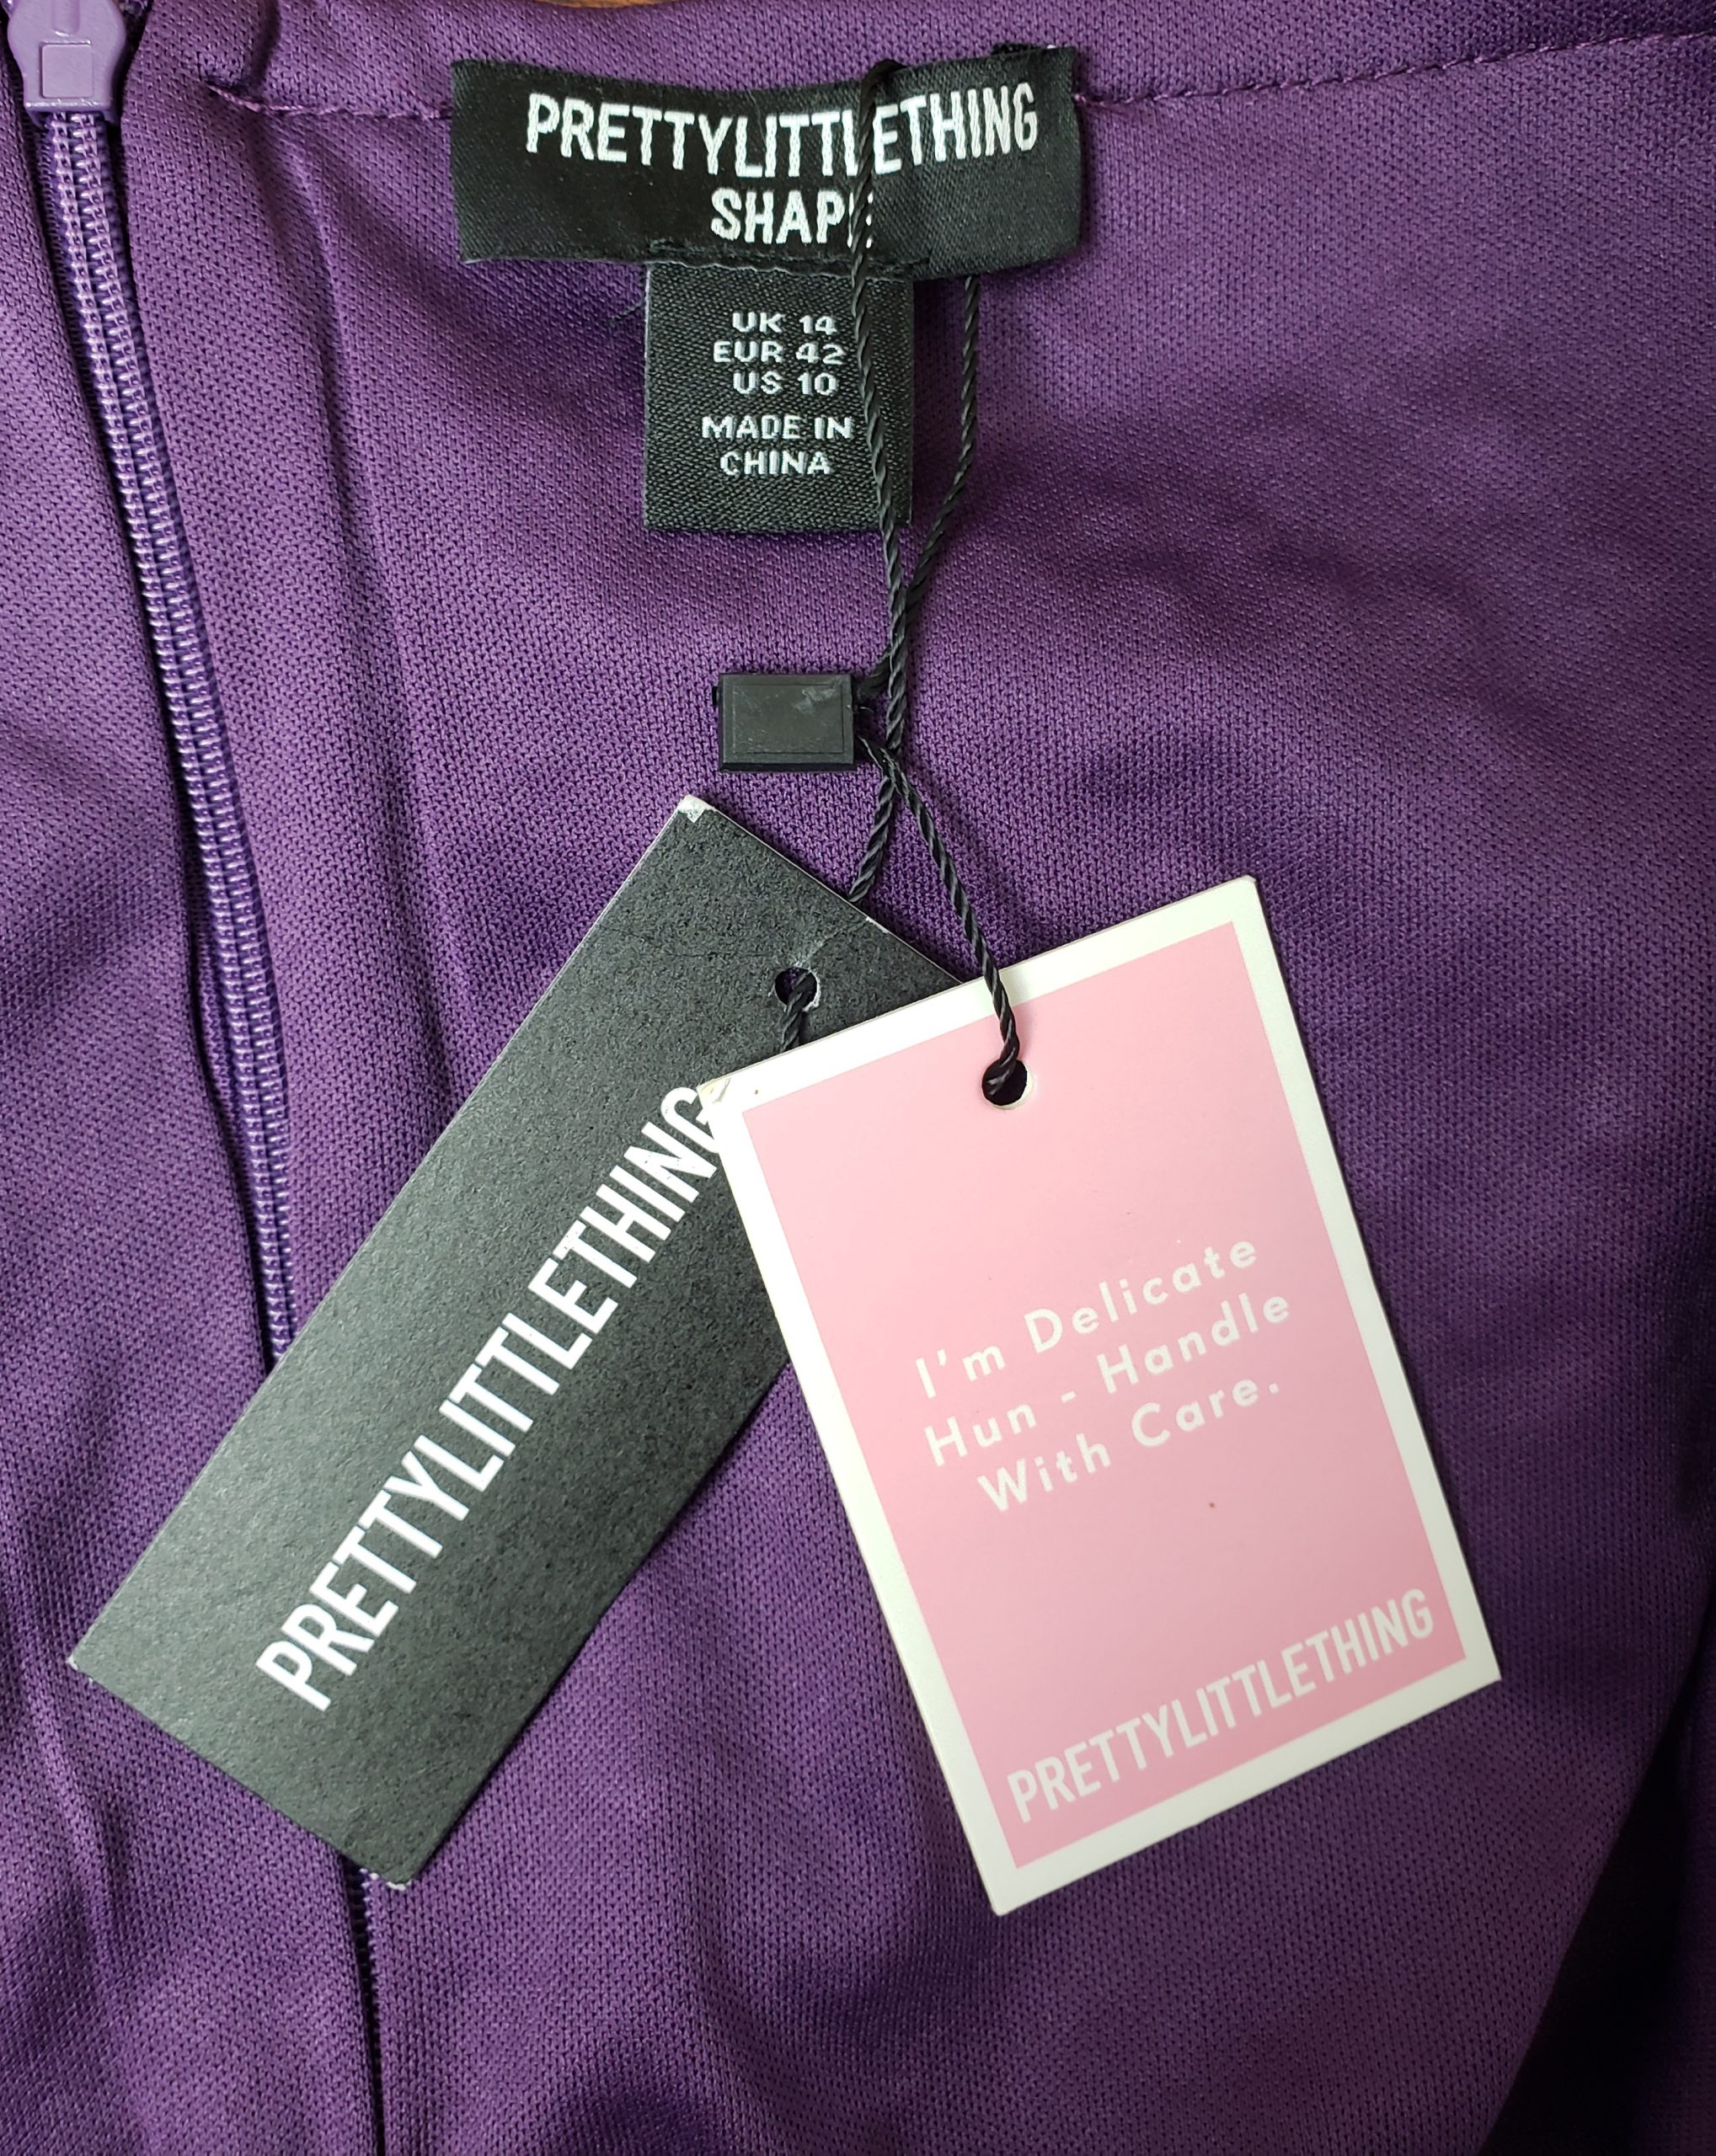 PRETTYLITTLETHING
SHAPE
UK 14
EUR 42
US 10
MADE IN
CHINA
PRETTYLITTLETHING
I'm Delicate
Hun - Handle
With Care.
PRETTYLITTLETHING